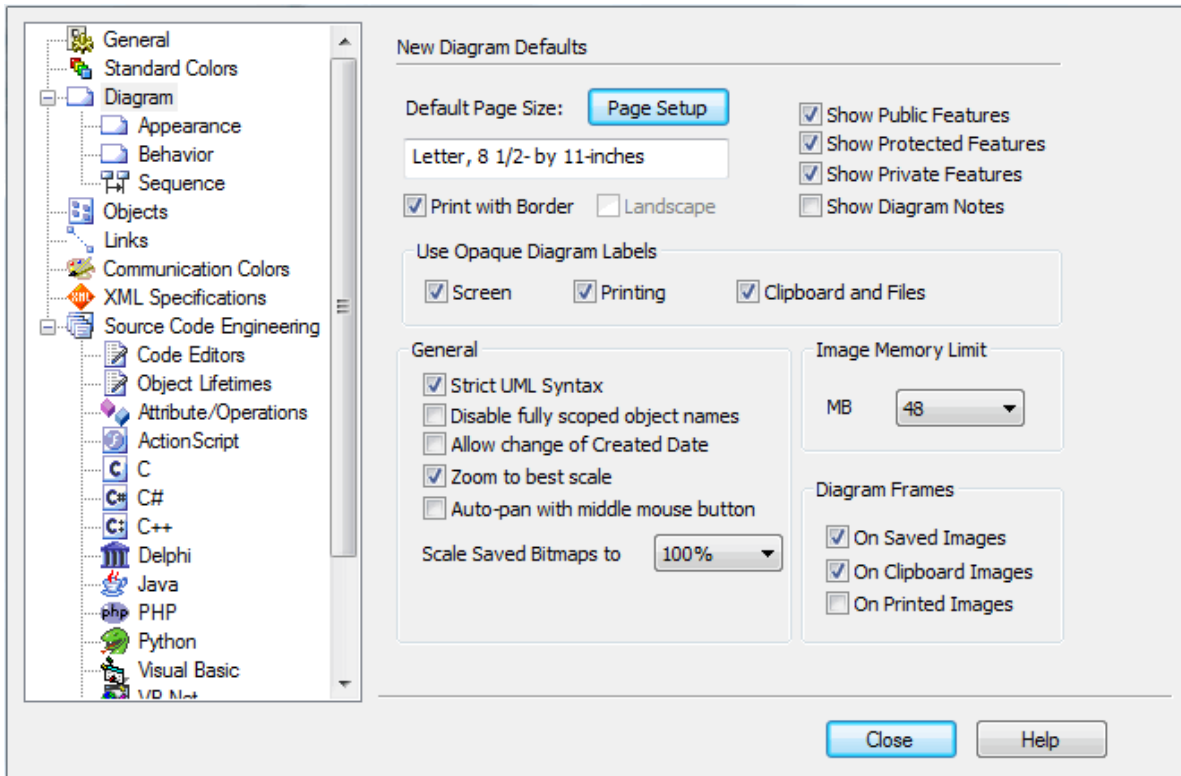 General
Standard Colors
Diagram
Appearance
Behavior
Sequence
Objects
Links
Communication Colors
XML Specifications
Source Code Engineering
Code Editors
Object Lifetimes
Attribute/Operations
ActionScript
C
C#
C++
Delphi
Java
PHP
Python
Visual Basic
VB.Net
New Diagram Defaults
Default Page Size:
Page Setup
Letter, 8 1/2- by 11-inches
Print with Border
Landscape
Show Public Features
Show Protected Features
Show Private Features
Show Diagram Notes
Use Opaque Diagram Labels
Screen
Printing
Clipboard and Files
General
Strict UML Syntax
Disable fully scoped object names
Allow change of Created Date
Zoom to best scale
Auto-pan with middle mouse button
Scale Saved Bitmaps to
100%
Image Memory Limit
MB
48
Diagram Frames
On Saved Images
On Clipboard Images
On Printed Images
Close
Help